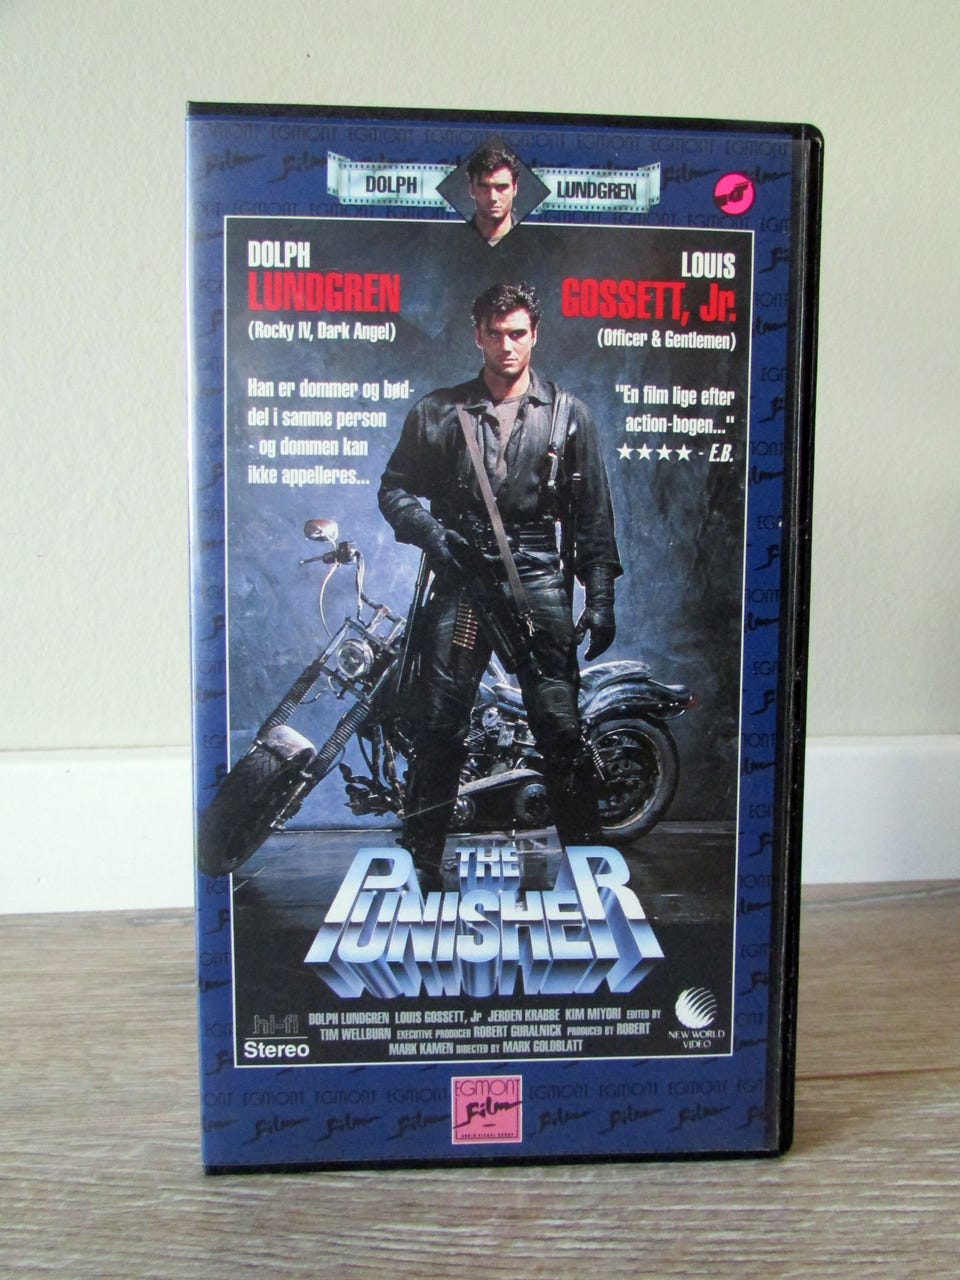 DOLPH LUNDGREN
DOLPH
LUNDGREN
(Rocky IV, Dark Angel)
LOUIS
GOSSETT, Jr.
(Officer & Gentlemen)
Han er dommer og bød-
del i samme person
- og dommen kan
ikke appelleres...
"En film lige efter
action-bogen..."
★★★★ - E.B.
THE
PUNISHER
hi-fi
Stereo
DOLPH LUNDGREN LOUIS GOSSETT, Jr JEROEN KRABBE KIM MIYORI EDITED BY
TIM WELLBURN EXECUTIVE PRODUCER ROBERT GURALNICK PRODUCED BY ROBERT
MARK KAMEN DIRECTED BY MARK GOLDBLATT
NEW WORLD
VIDEO
EGMONT
Film